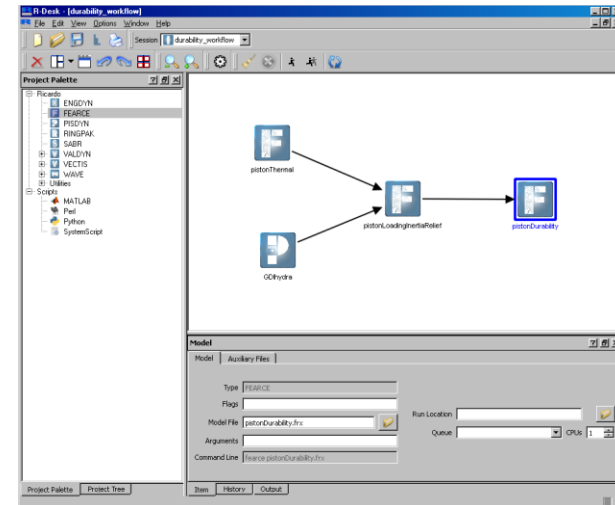 R-Desk - [durability_workflow]
File Edit View Options Window Help
Session durability_workflow
Project Palette
Ricardo
ENGDYN
FEARCE
PISDYN
RINGPAK
SABR
VALDYN
VECTIS
WAVE
Utilities
Scripts
MATLAB
Perl
Python
SystemScript
Project Palette Project Tree
F
pistonThermal
F
pistonLoadingInertiaRelief
F
pistonDurability
P
GDIhydra
Model
Model Auxiliary Files
Type FEARCE
Flags
Model File pistonDurability.frx
Arguments
Command Line fearce pistonDurability.frx
Run Location
Queue CPUs 1
Item History Output